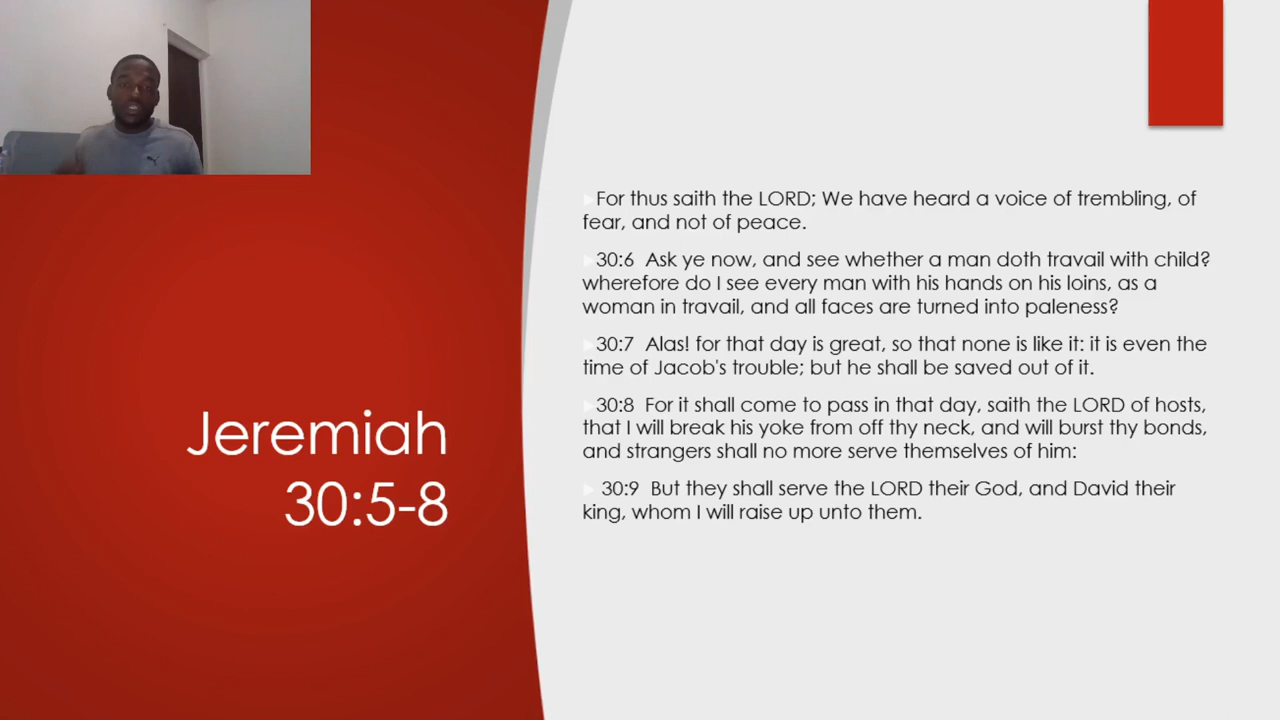 Jeremiah
30:5-8
For thus saith the LORD; We have heard a voice of trembling, of
fear, and not of peace.
30:6 Ask ye now, and see whether a man doth travail with child?
wherefore do I see every man with his hands on his loins, as a
woman in travail, and all faces are turned into paleness?
30:7 Alas! for that day is great, so that none is like it: it is even the
time of Jacob's trouble; but he shall be saved out of it.
30:8 For it shall come to pass in that day, saith the LORD of hosts,
that I will break his yoke from off thy neck, and will burst thy bonds,
and strangers shall no more serve themselves of him:
30:9 But they shall serve the LORD their God, and David their
king, whom I will raise up unto them.